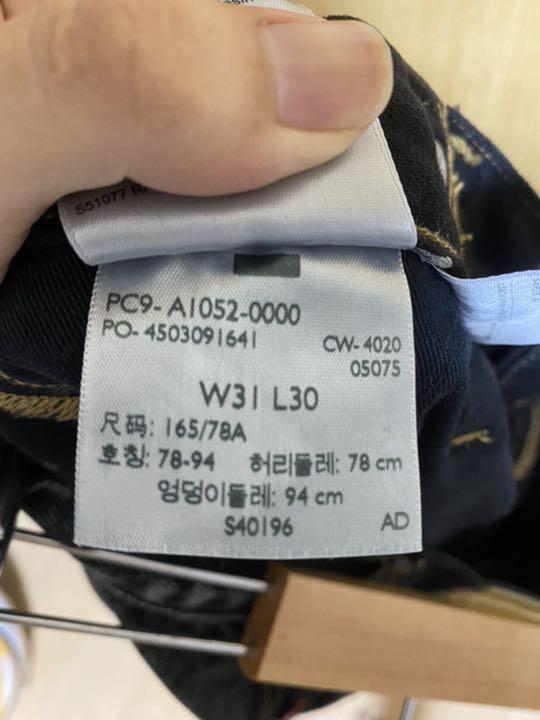 S51077
PC9- A1052-0000
PO- 4503091641
CW- 4020
05075
W31 L30
尺码: 165/78A
호칭: 78-94 허리둘레: 78 cm
엉덩이둘레: 94 cm
S40196
AD